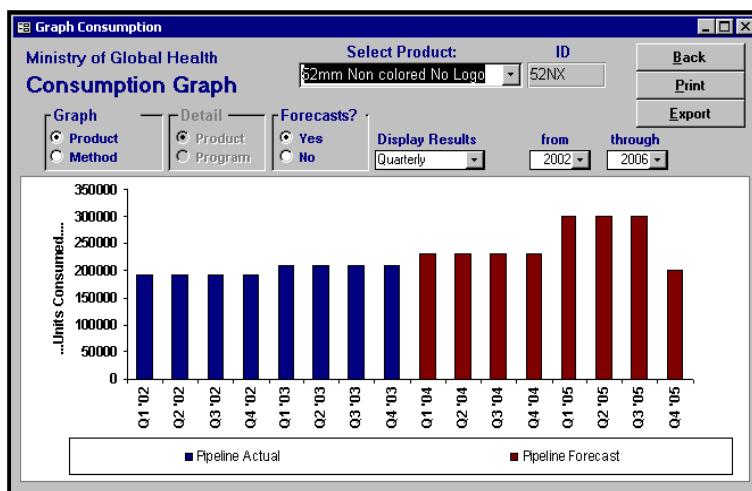 Graph Consumption
Ministry of Global Health
Consumption Graph
Select Product:
ID
52mm Non colored No Logo
52NX
Back
Print
Export
Graph
Product
Method
Detail
Product
Program
Forecasts?
Yes
No
Display Results
from
through
Quarterly
2002
2006
...Units Consumed....
350000
300000
250000
200000
150000
100000
50000
0
Q1 '02
Q2 '02
Q3 '02
Q4 '02
Q1 '03
Q2 '03
Q3 '03
Q4 '03
Q1 '04
Q2 '04
Q3 '04
Q4 '04
Q1 '05
Q2 '05
Q3 '05
Q4 '05
Pipeline Actual
Pipeline Forecast